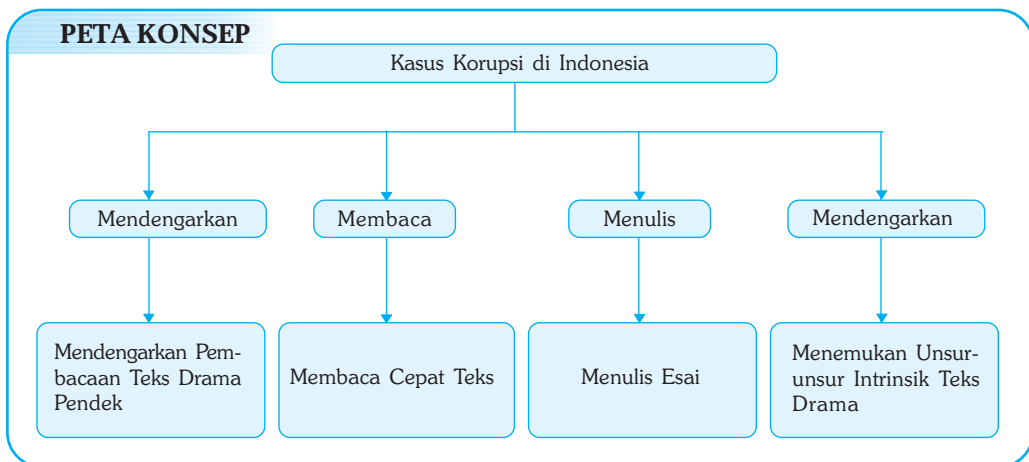 PETA KONSEP
Kasus Korupsi di Indonesia
Mendengarkan
Membaca
Menulis
Mendengarkan
Mendengarkan Pem-
bacaan Teks Drama
Pendek
Membaca Cepat Teks
Menulis Esai
Menemukan Unsur-
unsur Intrinsik Teks
Drama